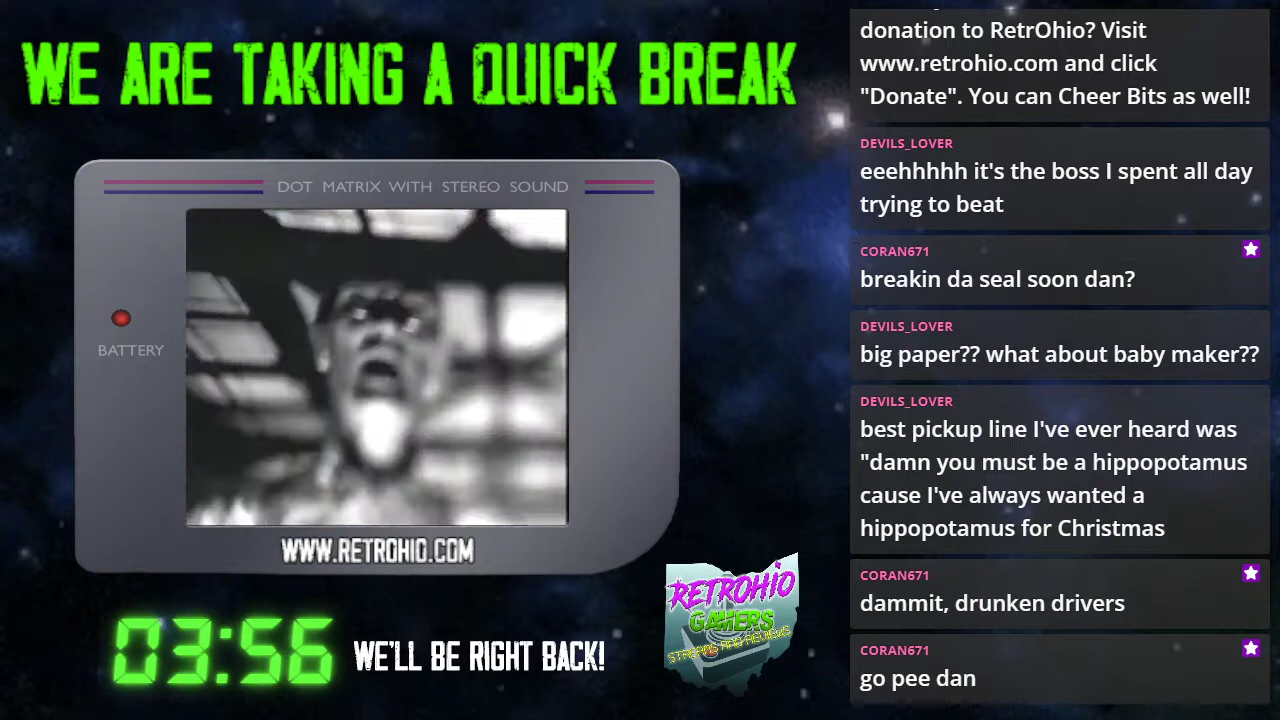 WE ARE TAKING A QUICK BREAK
DOT MATRIX WITH STEREO SOUND
BATTERY
WWW.RETROHIO.COM
03:56
WE'LL BE RIGHT BACK!
RETROHIO
GAMERS
STREAMS AND REVIEWS
donation to RetrOhio? Visit
www.retrohio.com and click
"Donate". You can Cheer Bits as well!
DEVILS_LOVER
eeehhhhh it's the boss I spent all day
trying to beat
CORAN671
breakin da seal soon dan?
DEVILS_LOVER
big paper?? what about baby maker??
DEVILS_LOVER
best pickup line I've ever heard was
"damn you must be a hippopotamus
cause I've always wanted a
hippopotamus for Christmas
CORAN671
dammit, drunken drivers
CORAN671
go pee dan